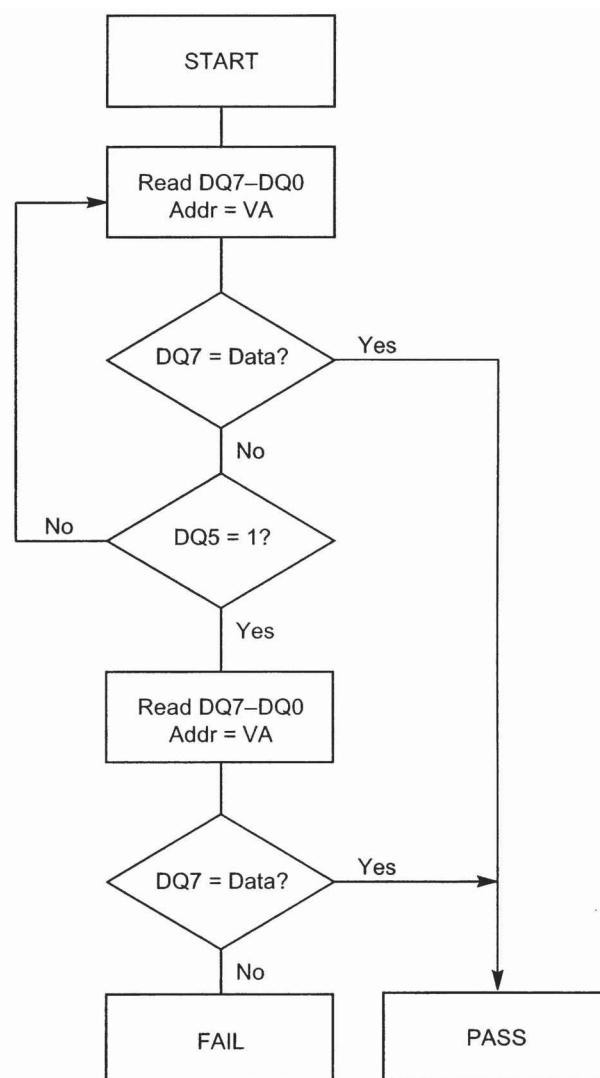 START
Read DQ7–DQ0
Addr = VA
DQ7 = Data?
Yes
No
DQ5 = 1?
No
Yes
Read DQ7–DQ0
Addr = VA
DQ7 = Data?
Yes
No
FAIL
PASS